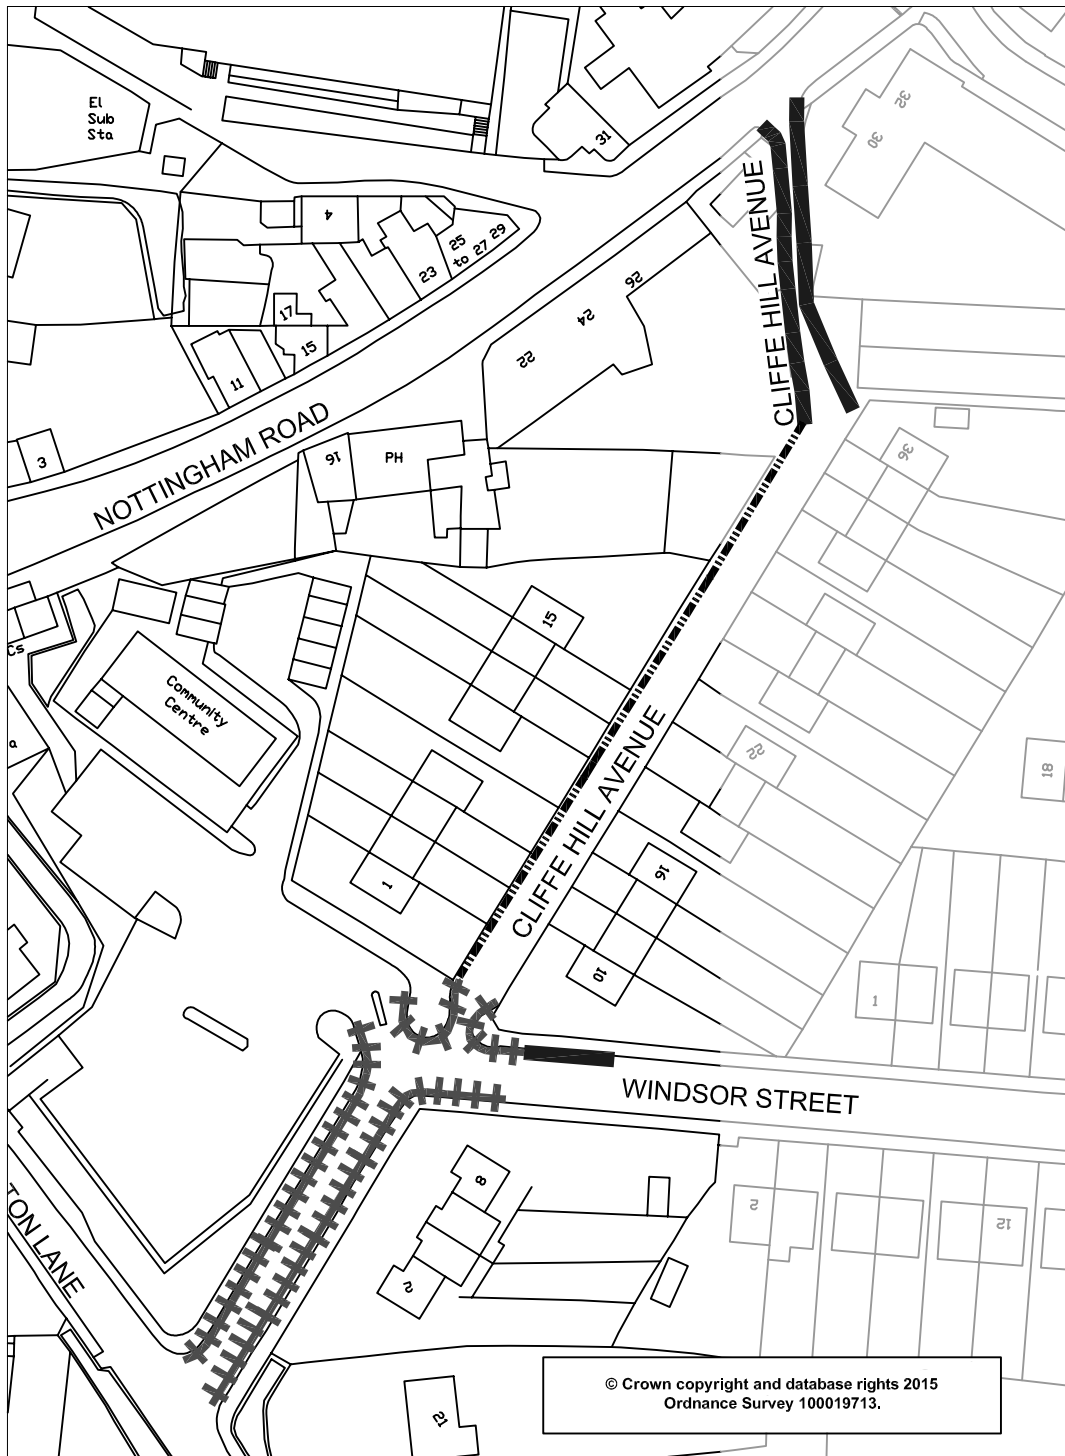 El
Sub
Sta
31
32
30
4
25
to 27 29
23
17
15
11
3
26
24
22
CLIFFE HILL AVENUE
NOTTINGHAM ROAD
16
PH
36
15
Cs
Community
Centre
CLIFFE HILL AVENUE
22
18
1
16
10
1
WINDSOR STREET
8
2
2
12
TON LANE
21
© Crown copyright and database rights 2015
Ordnance Survey 100019713.